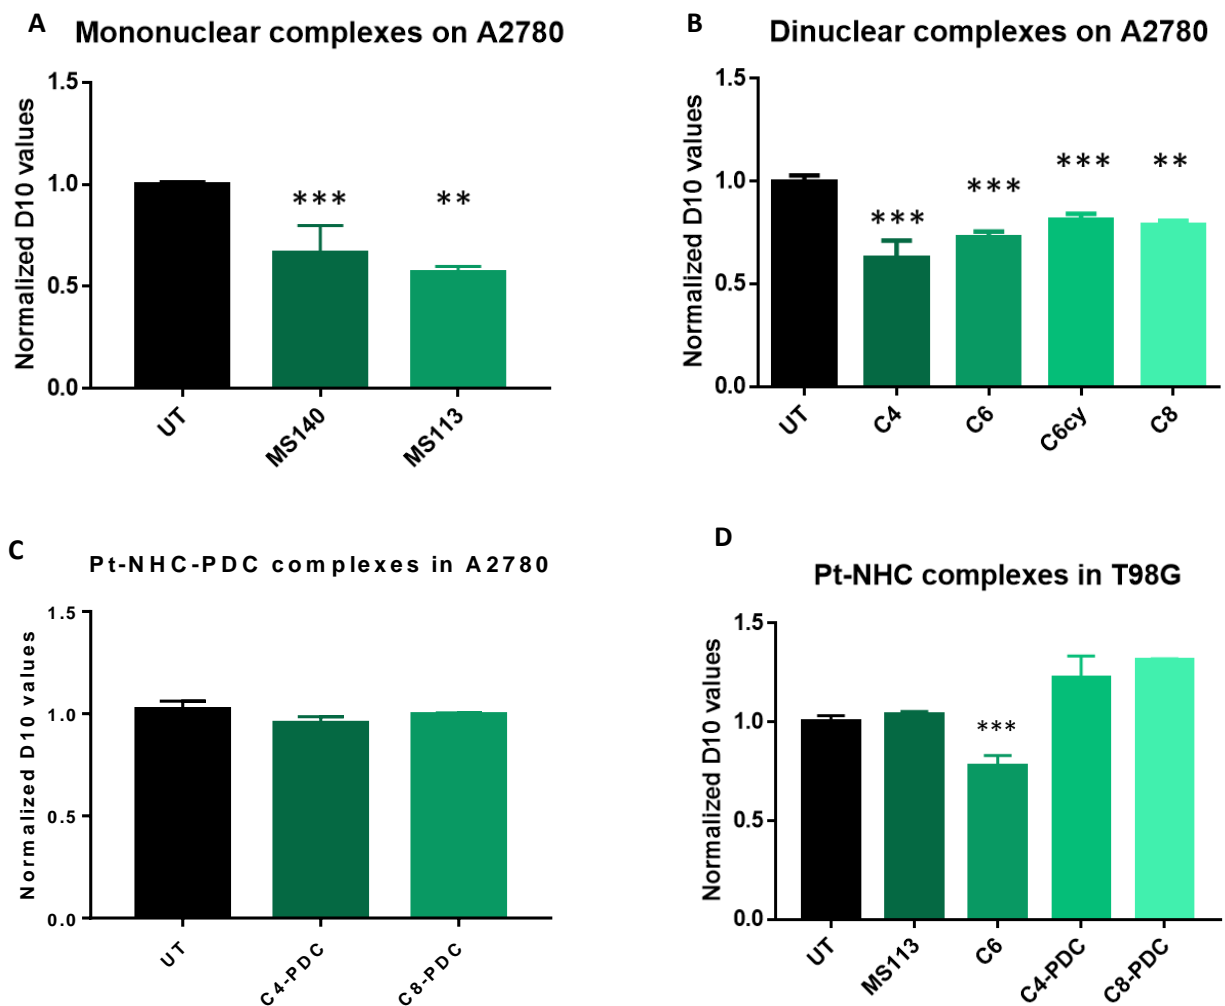 A
Mononuclear complexes on A2780
Normalized D10 values
1.5
1.0
0.5
0.0
***
**
UT
MS140
MS113
B
Dinuclear complexes on A2780
Normalized D10 values
1.5
1.0
0.5
0.0
***
***
***
**
UT
C4
C6
C6cy
C8
C
Pt-NHC-PDC complexes in A2780
Normalized D10 values
1.5
1.0
0.5
0.0
UT
C4-PDC
C8-PDC
D
Pt-NHC complexes in T98G
Normalized D10 values
1.5
1.0
0.5
0.0
***
UT
MS113
C6
C4-PDC
C8-PDC